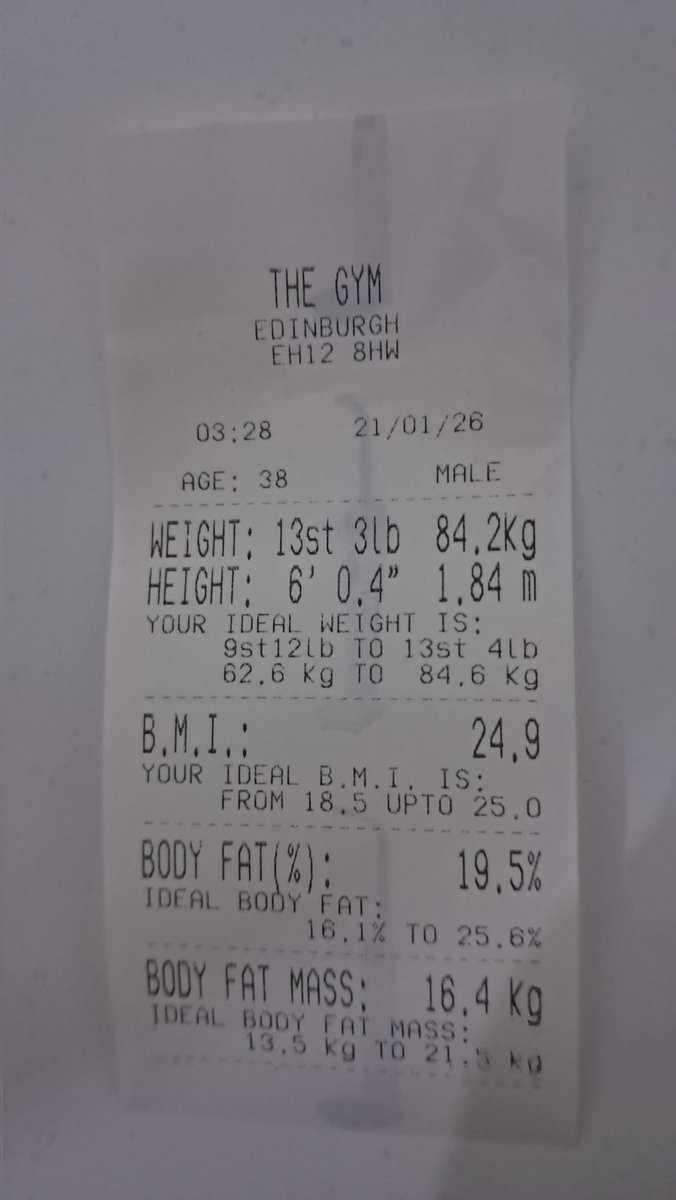 THE GYM
EDINBURGH
EH12 8HW
03:28 21/01/26
AGE: 38 MALE
WEIGHT: 13st 3lb 84.2Kg
HEIGHT: 6' 0.4" 1.84 m
YOUR IDEAL WEIGHT IS:
9st12lb TO 13st 4lb
62.6 Kg TO 84.6 Kg
B.M.I.: 24.9
YOUR IDEAL B.M.I. IS:
FROM 18.5 UPTO 25.0
BODY FAT(%): 19.5%
IDEAL BODY FAT:
16.1% TO 25.6%
BODY FAT MASS: 16.4 Kg
IDEAL BODY FAT MASS:
13.5 Kg TO 21.5 Kg